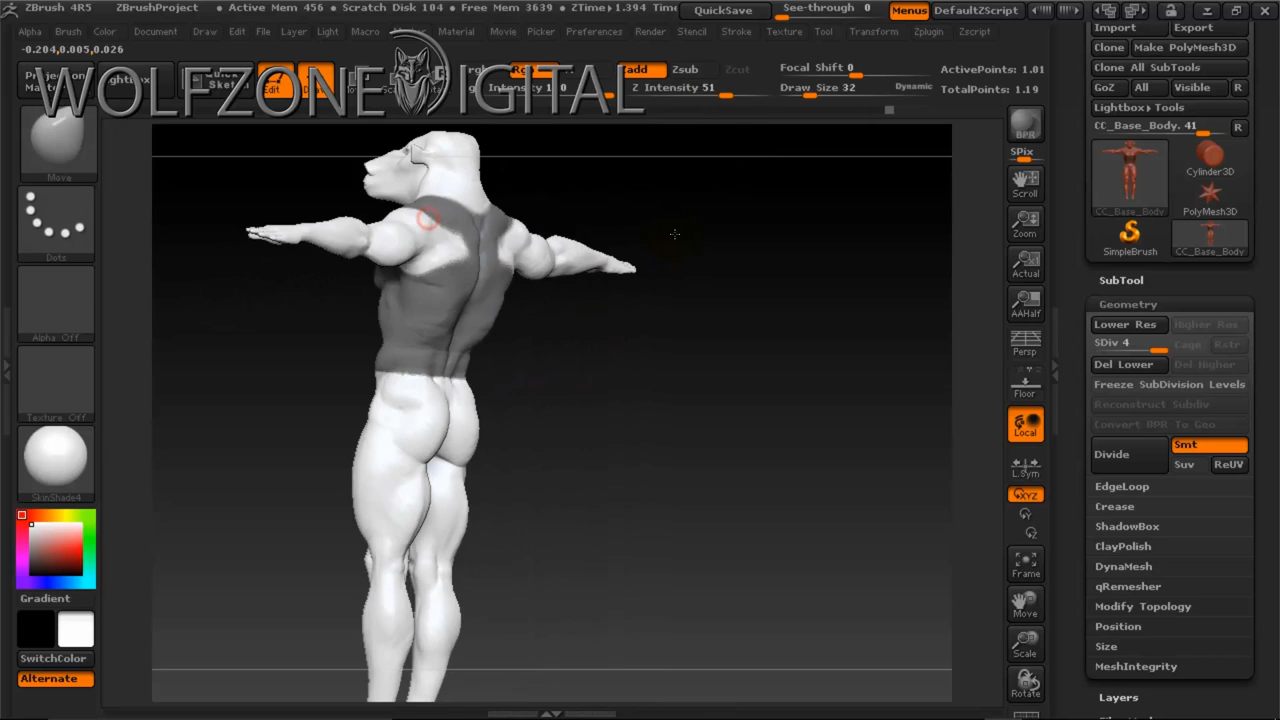 ZBrush 4R5 ZBrushProject • Active Mem 456 • Scratch Disk 104 • Free Mem 3639 • ZTime▸1.394 Time QuickSave See-through 0 Menus DefaultZScript
Alpha Brush Color Document Draw Edit File Layer Light Macro Material Movie Picker Preferences Render Stencil Stroke Texture Tool Transform Zplugin Zscript
-0.204,0.005,0.026
Zadd Zsub Zcut Focal Shift 0 ActivePoints: 1.01
Edit Intensity Z Intensity 51 Draw Size 32 Dynamic TotalPoints: 1.19
WOLFZONE DIGITAL
Import Export
Clone Make PolyMesh3D
Clone All SubTools
GoZ All Visible R
Lightbox▸Tools
CC_Base_Body. 41 R
CC_Base_Body
Cylinder3D
PolyMesh3D
SimpleBrush
CC_Base_Body
SubTool
Geometry
Lower Res Higher Res
SDiv 4 Cage Rstr
Del Lower Del Higher
Freeze SubDivision Levels
Reconstruct Subdiv
Convert BPR To Geo
Divide Smt
Suv ReUV
EdgeLoop
Crease
ShadowBox
ClayPolish
DynaMesh
qRemesher
Modify Topology
Position
Size
MeshIntegrity
Layers
Move
Dots
Alpha Off
Texture Off
SkinShade4
Gradient
SwitchColor
Alternate
BPR
SPix
Scroll
Zoom
Actual
AAHalf
Persp
Floor
Local
L.Sym
XYZ
Frame
Move
Scale
Rotate